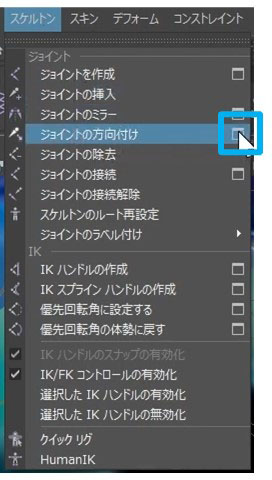 スケルトン スキン デフォーム コンストレイント
ジョイント
ジョイントを作成
ジョイントの挿入
ジョイントのミラー
ジョイントの方向付け
ジョイントの除去
ジョイントの接続
ジョイントの接続解除
スケルトンのルート再設定
ジョイントのラベル付け
IK
IK ハンドルの作成
IK スプライン ハンドルの作成
優先回転角に設定する
優先回転角の体勢に戻す
IK ハンドルのスナップの有効化
IK/FK コントロールの有効化
選択した IK ハンドルの有効化
選択した IK ハンドルの無効化
クイック リグ
HumanIK